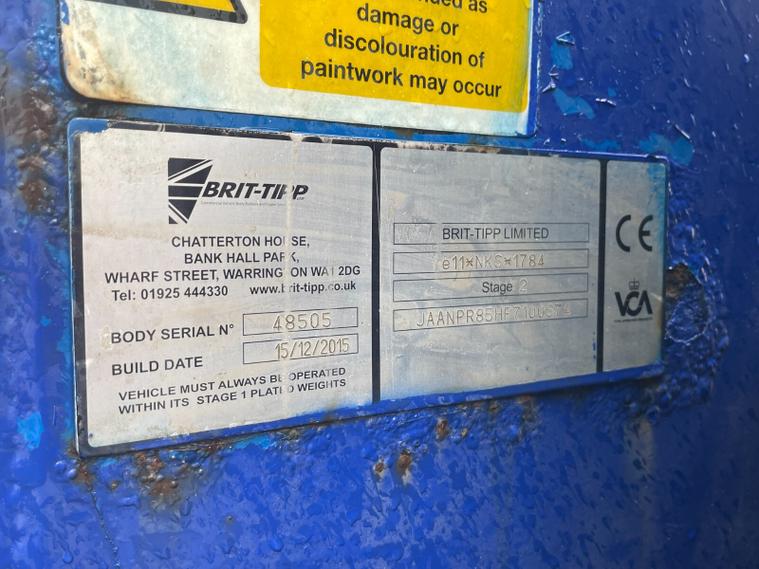 damage or
discolouration of
paintwork may occur
BRIT-TIPP
CHATTERTON HOUSE,
BANK HALL PARK,
WHARF STREET, WARRINGTON WA1 2DG
Tel: 01925 444330 www.brit-tipp.co.uk
BODY SERIAL Nº 48505
BUILD DATE 15/12/2015
VEHICLE MUST ALWAYS BE OPERATED
WITHIN ITS STAGE 1 PLATED WEIGHTS
BRIT-TIPP LIMITED
e11*NKS*1784
Stage 2
JAANPR85HF7100574
CE
VCA